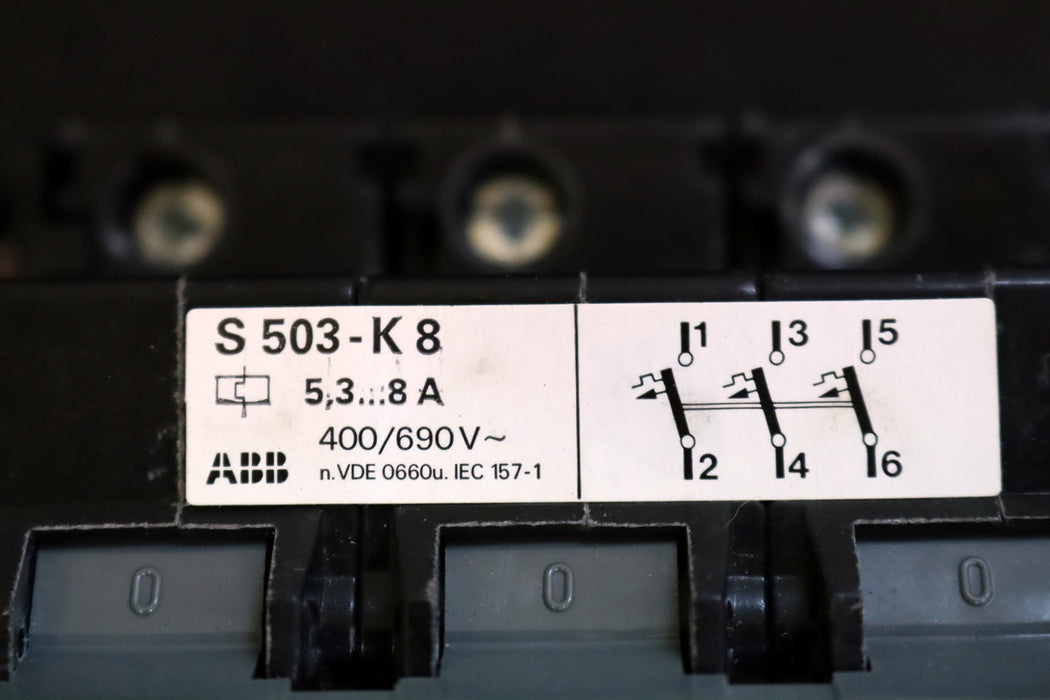 S 503-K 8
5,3...8 A
400/690 V~
ABB n. VDE 0660u. IEC 157-1
1 3 5
2 4 6
0 0 0